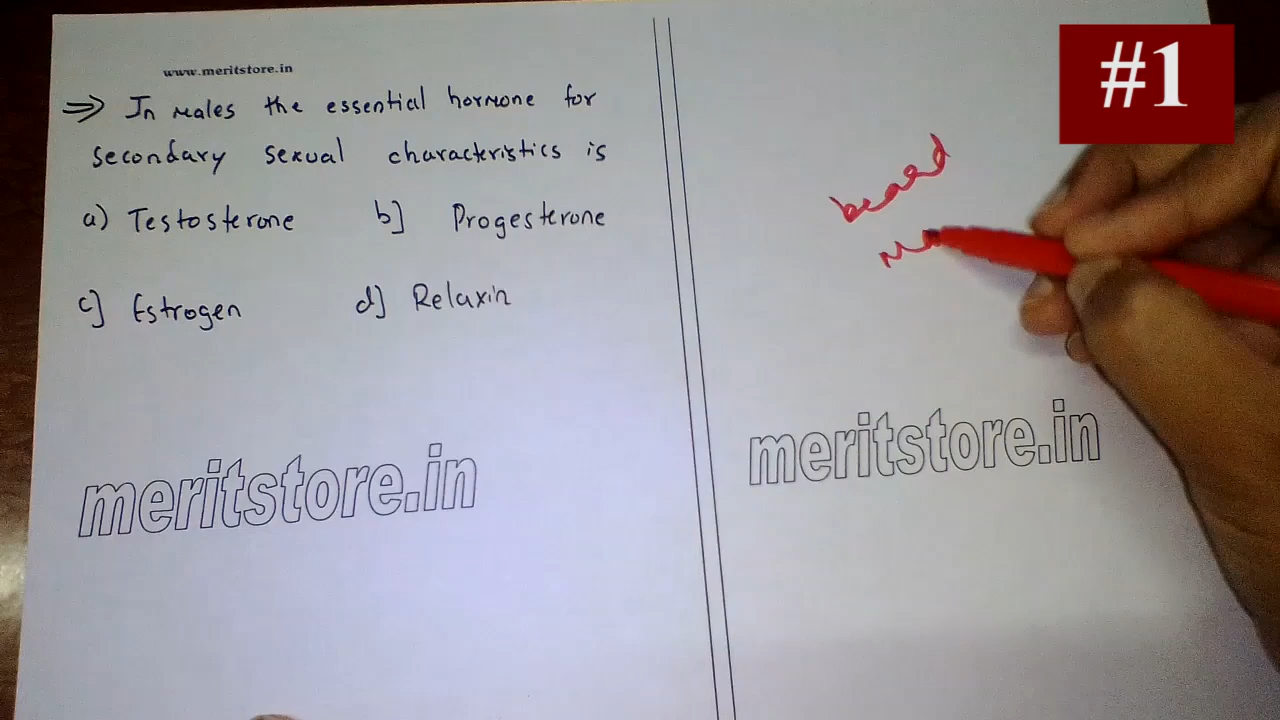 www.meritstore.in
⇒ In males the essential hormone for
secondary sexual characteristics is
a) Testosterone b] Progesterone
c] Estrogen d] Relaxin
meritstore.in
#1
beard
meritstore.in